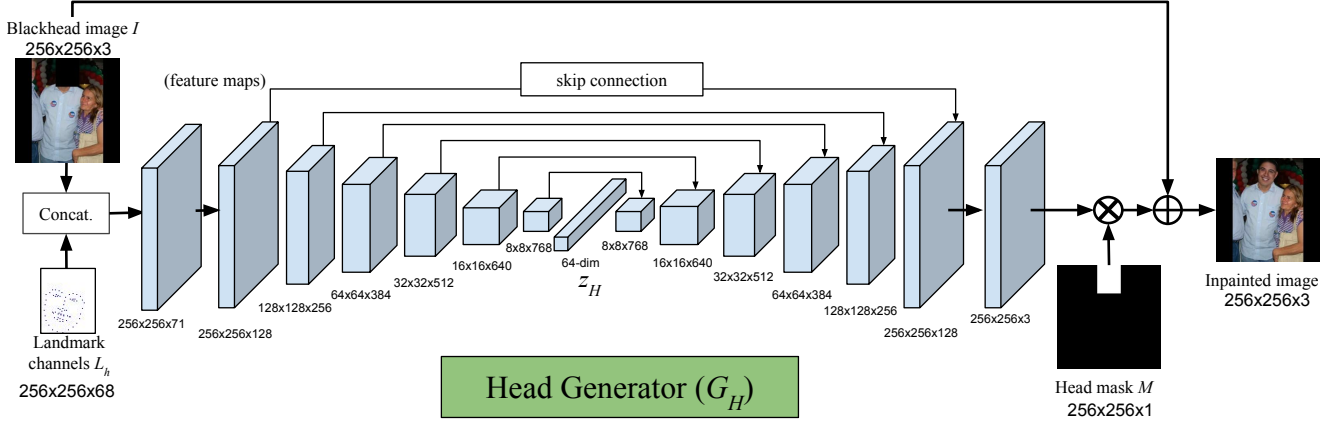 Blackhead image I
256x256x3
(feature maps)
skip connection
Concat.
Landmark
channels L_h
256x256x68
256x256x71
256x256x128
128x128x256
64x64x384
32x32x512
16x16x640
8x8x768
64-dim
z_H
8x8x768
16x16x640
32x32x512
64x64x384
128x128x256
256x256x128
256x256x3
Head mask M
256x256x1
Inpainted image
256x256x3
Head Generator (G_H)